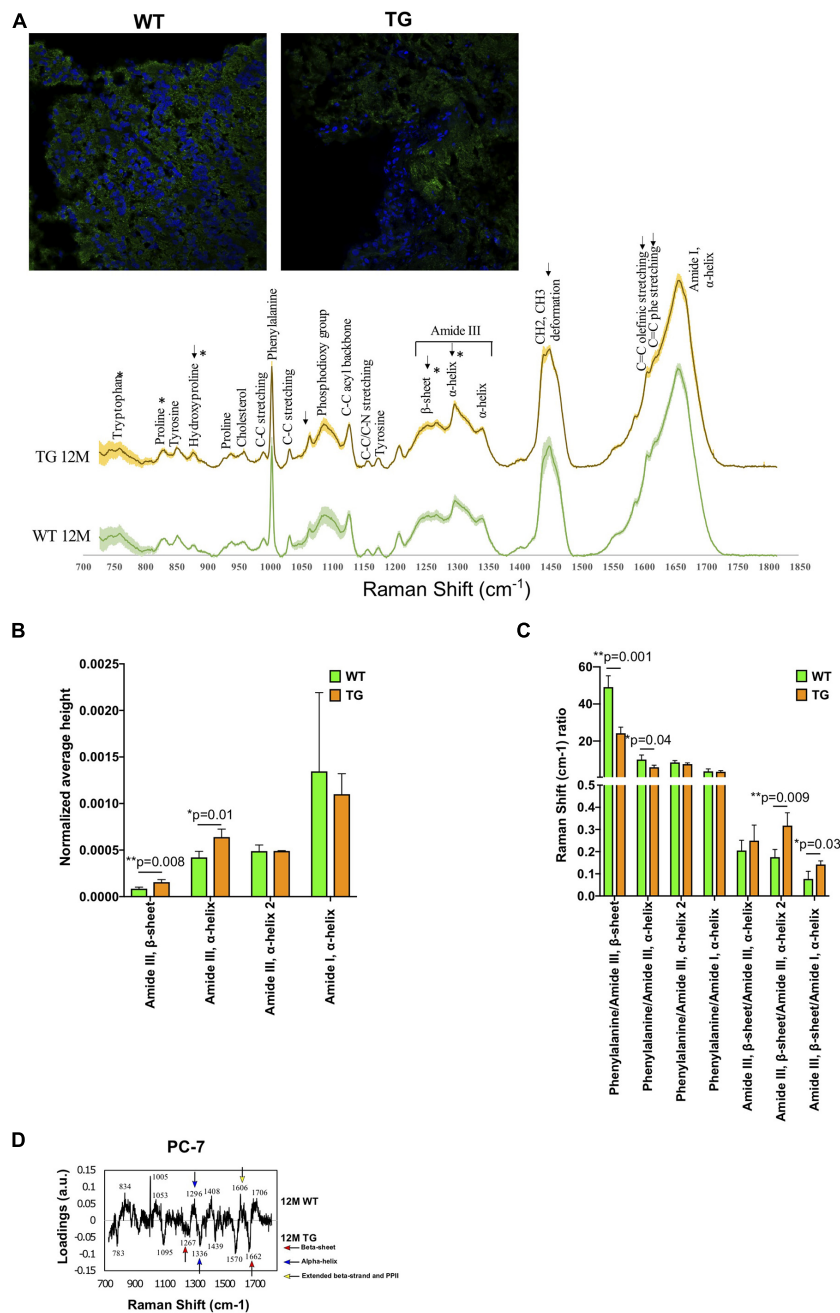 A
WT
TG
Tryptophan*
Proline *
Tyrosine
Hydroxyproline *
Proline
Cholesterol
C-C stretching
Phenylalanine
C-C stretching
Phosphodioxy group
C-C acyl backbone
C-C/C-N stretching
Tyrosine
Amide III
β-sheet *
α-helix *
α-helix
CH2, CH3
deformation
C=C olefinic stretching
C=C phe stretching
Amide I,
α-helix
TG 12M
WT 12M
700 750 800 850 900 950 1000 1050 1100 1150 1200 1250 1300 1350 1400 1450 1500 1550 1600 1650 1700 1750 1800 1850
Raman Shift (cm-1)
B
Normalized average height
0.0025
0.0020
0.0015
0.0010
0.0005
0.0000
WT
TG
**p=0.008
*p=0.01
Amide III, β-sheet
Amide III, α-helix
Amide III, α-helix 2
Amide I, α-helix
C
Raman Shift (cm-1) ratio
60
40
20
0.5
0.4
0.3
0.2
0.1
0.0
WT
TG
**p=0.001
*p=0.04
**p=0.009
*p=0.03
Phenylalanine/Amide III, β-sheet
Phenylalanine/Amide III, α-helix
Phenylalanine/Amide III, α-helix 2
Phenylalanine/Amide I, α-helix
Amide III, β-sheet/Amide III, α-helix
Amide III, β-sheet/Amide III, α-helix 2
Amide III, β-sheet/Amide I, α-helix
D
PC-7
Loadings (a.u.)
0.15
0.1
0.05
0
-0.05
-0.1
-0.15
834
1005
1053
1296
1408
1606
1706
783
1095
1267
1336
1439
1570
1662
12M WT
12M TG
Beta-sheet
Alpha-helix
Extended beta-strand and PPII
700 900 1100 1300 1500 1700
Raman Shift (cm-1)